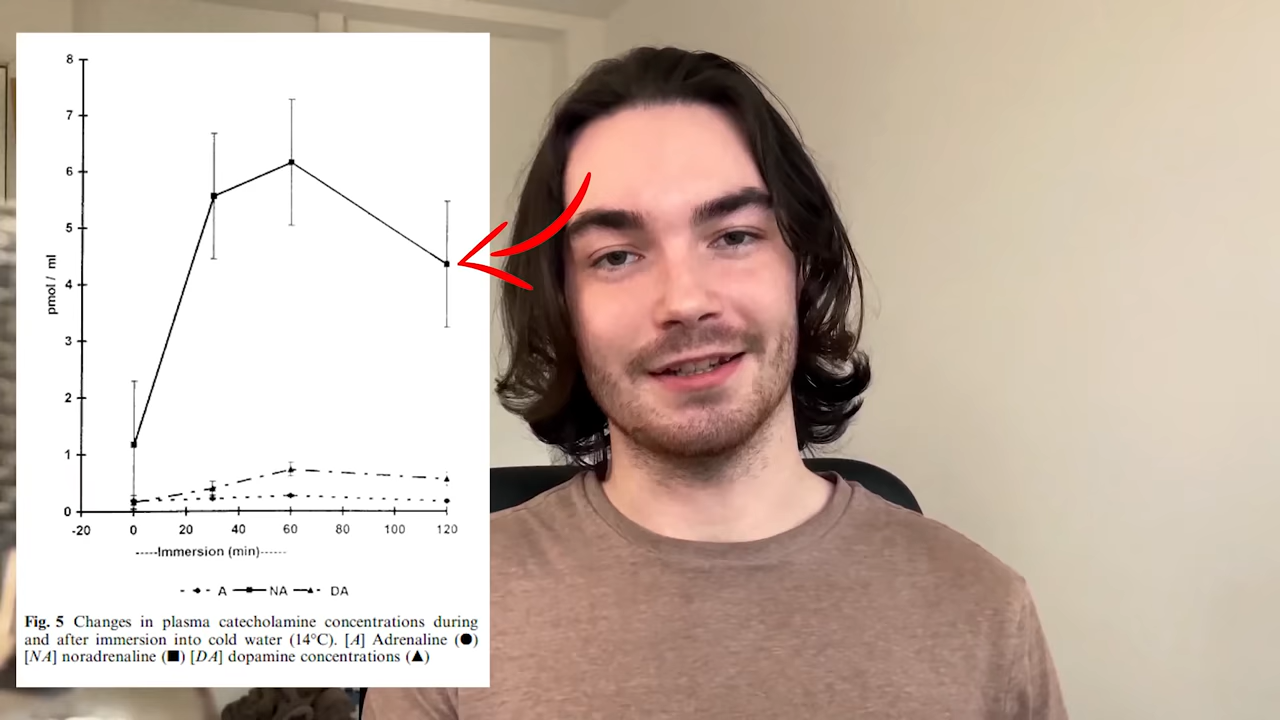 8
7
6
5
4
3
2
1
0
pmol / ml
-20 0 20 40 60 80 100 120
-----Immersion (min)------
A NA DA
Fig. 5 Changes in plasma catecholamine concentrations during
and after immersion into cold water (14°C). [A] Adrenaline (●)
[NA] noradrenaline (■) [DA] dopamine concentrations (▲)